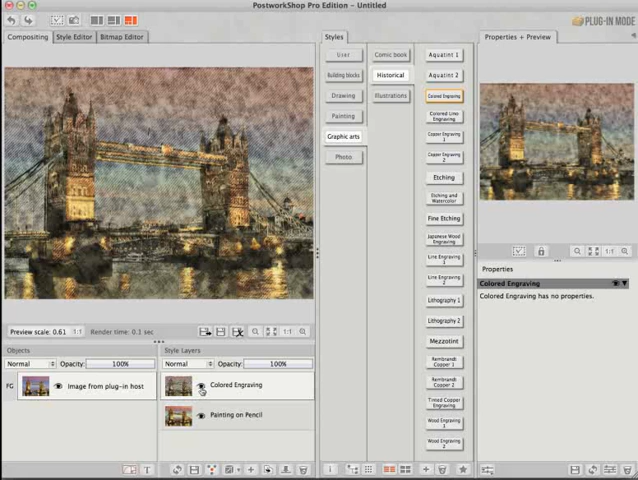 PostworkShop Pro Edition – Untitled
PLUG-IN MODE
Compositing
Style Editor
Bitmap Editor
Styles
Properties + Preview
User
Building blocks
Drawing
Painting
Graphic arts
Photo
Comic book
Historical
Illustrations
Aquatint 1
Aquatint 2
Colored Engraving
Colored Lino
Engraving
Copper
Engraving
1
Copper
Engraving
2
Etching
Etching and
Watercolor
Fine Etching
Japanese Wood
Engraving
Line Engraving
1
Line Engraving
2
Lithography 1
Lithography 2
Mezzotint
Rembrandt
Copper 1
Rembrandt
Copper 2
Tinted Copper
Engraving
Wood Engraving
1
Wood Engraving
2
1:1
Properties
Colored Engraving
Colored Engraving has no properties.
Preview scale: 0.61
1:1
Render time: 0.1 sec
1:1
Objects
Normal
Opacity:
100%
FG
Image from plug-in host
Style Layers
Normal
Opacity:
100%
Colored Engraving
Painting on Pencil